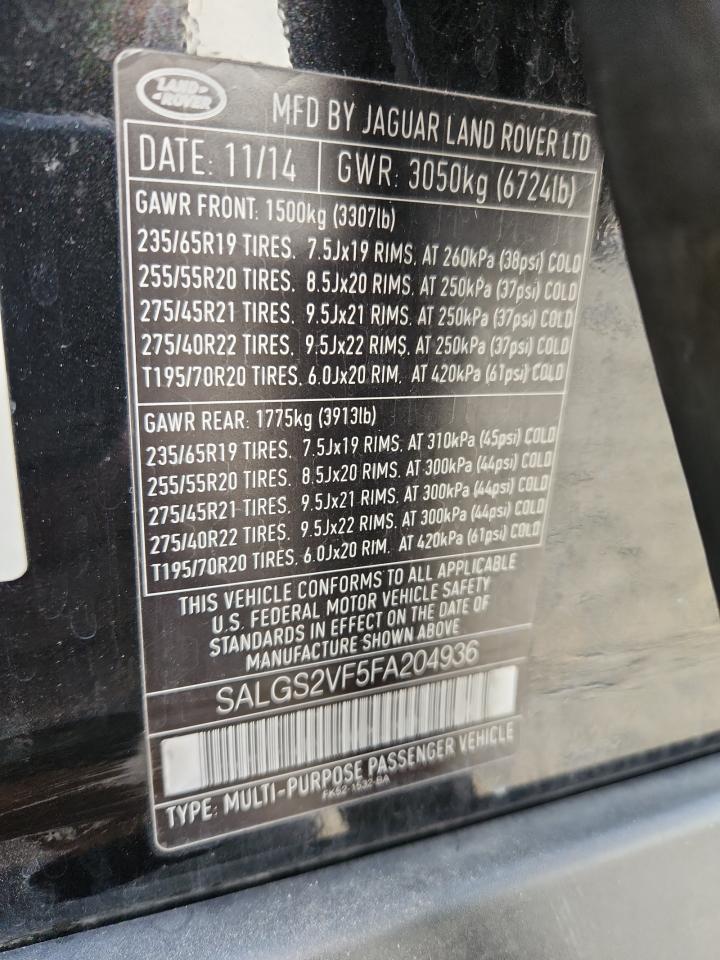 LAND ROVER
MFD BY JAGUAR LAND ROVER LTD
DATE: 11/14 GWR: 3050kg (6724lb)
GAWR FRONT: 1500kg (3307lb)
235/65R19 TIRES. 7.5Jx19 RIMS. AT 260kPa (38psi) COLD
255/55R20 TIRES. 8.5Jx20 RIMS. AT 250kPa (37psi) COLD
275/45R21 TIRES. 9.5Jx21 RIMS. AT 250kPa (37psi) COLD
275/40R22 TIRES. 9.5Jx22 RIMS. AT 250kPa (37psi) COLD
T195/70R20 TIRES. 6.0Jx20 RIM. AT 420kPa (61psi) COLD
GAWR REAR: 1775kg (3913lb)
235/65R19 TIRES. 7.5Jx19 RIMS. AT 310kPa (45psi) COLD
255/55R20 TIRES. 8.5Jx20 RIMS. AT 300kPa (44psi) COLD
275/45R21 TIRES. 9.5Jx21 RIMS. AT 300kPa (44psi) COLD
275/40R22 TIRES. 9.5Jx22 RIMS. AT 300kPa (44psi) COLD
T195/70R20 TIRES. 6.0Jx20 RIM. AT 420kPa (61psi) COLD
THIS VEHICLE CONFORMS TO ALL APPLICABLE
U.S. FEDERAL MOTOR VEHICLE SAFETY
STANDARDS IN EFFECT ON THE DATE OF
MANUFACTURE SHOWN ABOVE
SALGS2VF5FA204936
TYPE: MULTI-PURPOSE PASSENGER VEHICLE
FK52-1532-BA